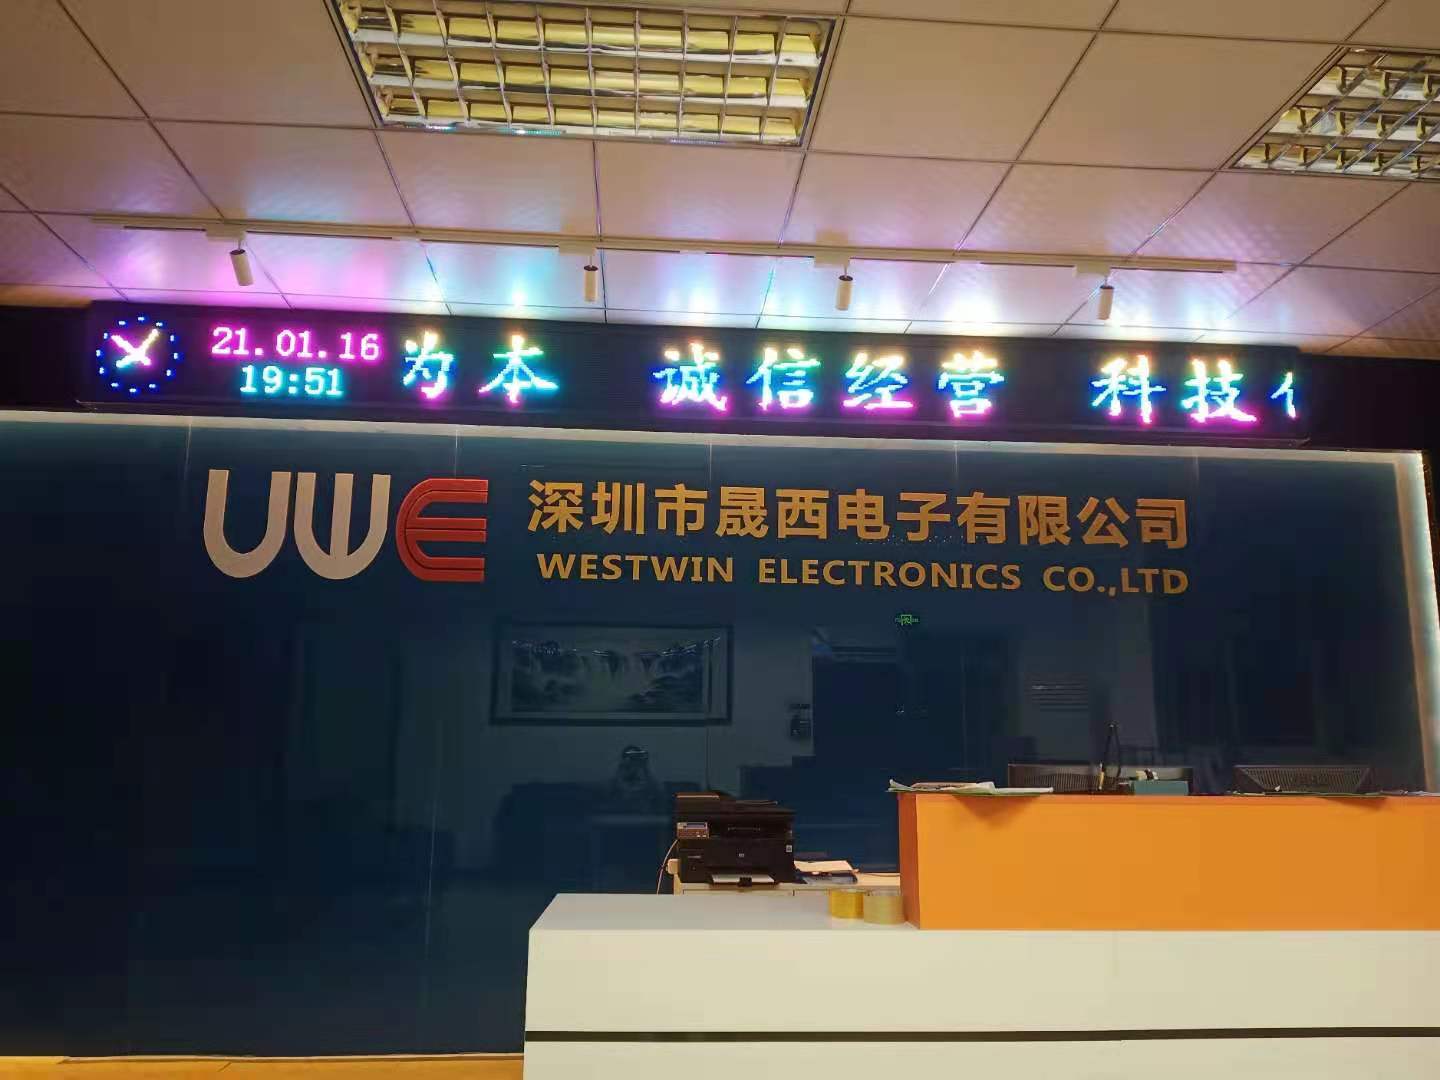 21.01.16
19:51
为本 诚信经营 科技
UWE
深圳市晟西电子有限公司
WESTWIN ELECTRONICS CO.,LTD